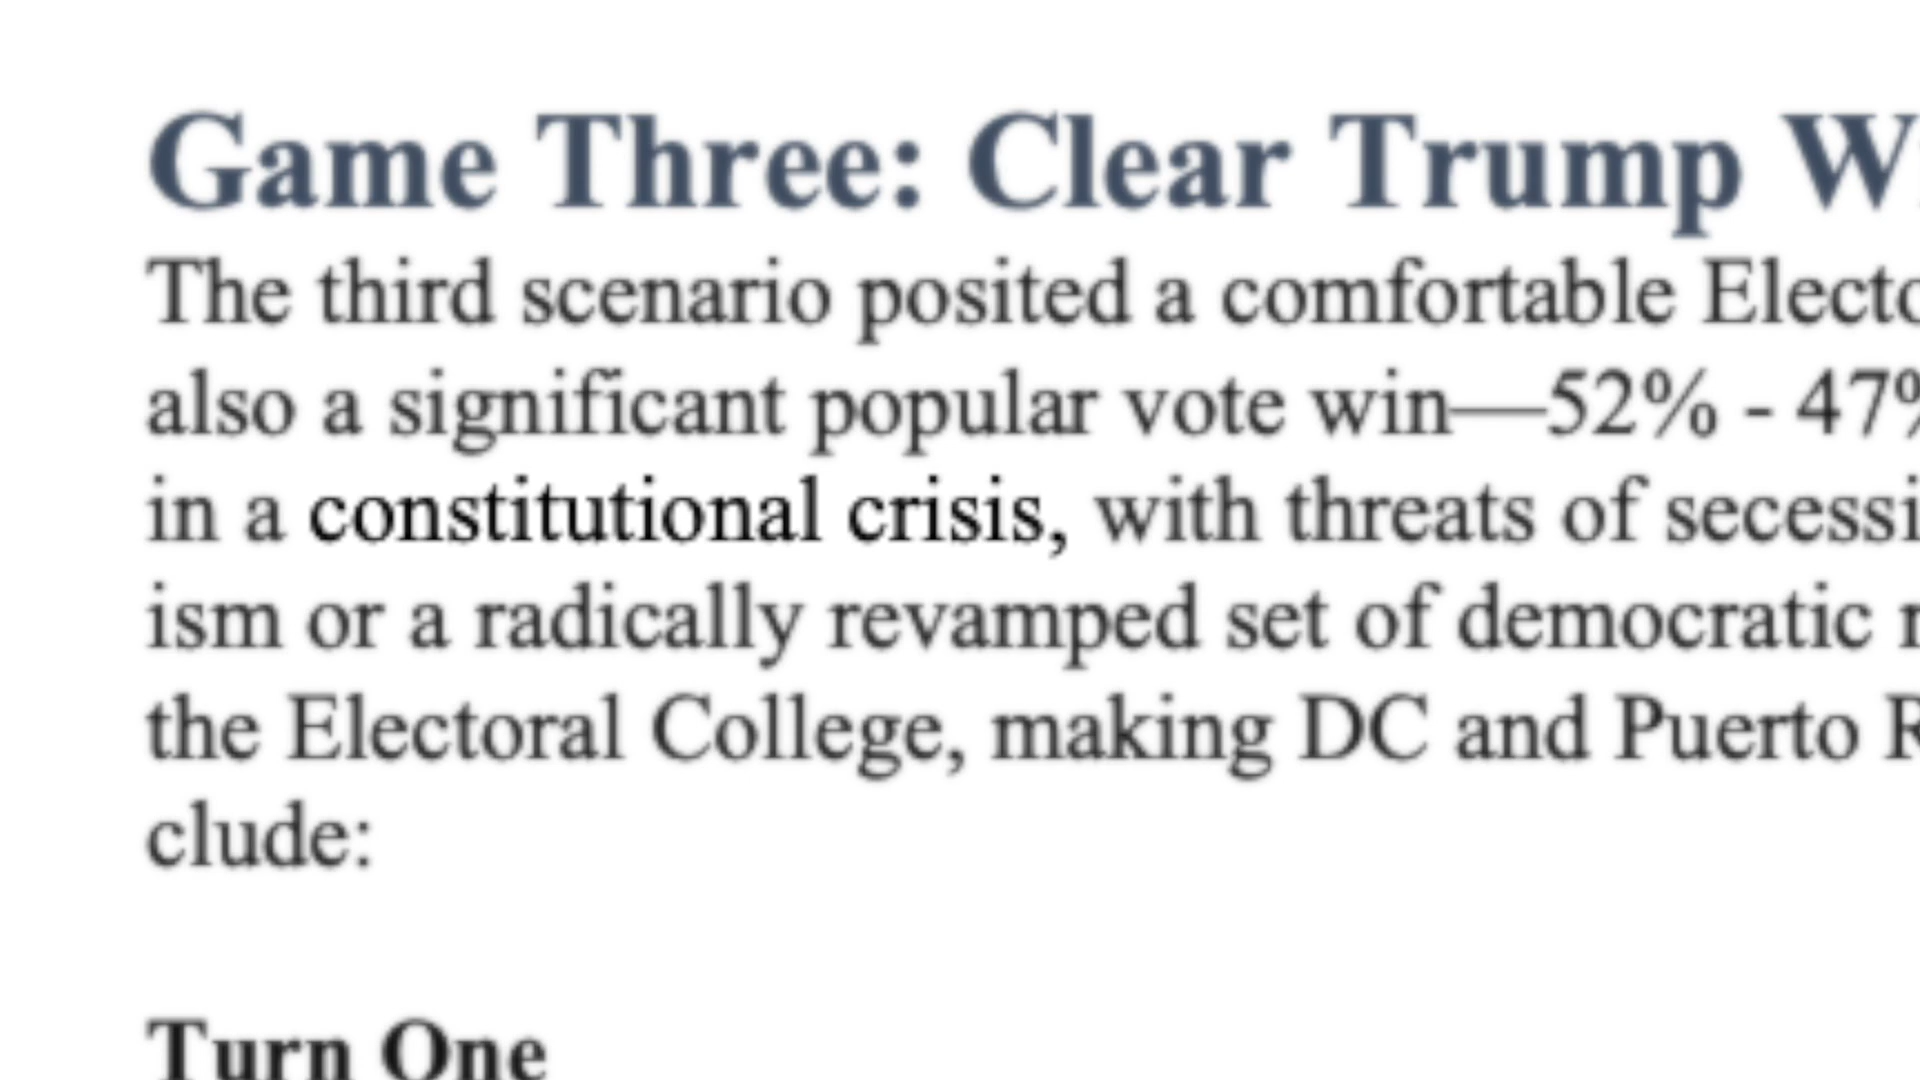 Game Three: Clear Trump
The third scenario posited a comfortable
also a significant popular vote win—52% - 47%
in a constitutional crisis, with threats of
ism or a radically revamped set of democratic
the Electoral College, making DC and Puerto
clude:
Turn One